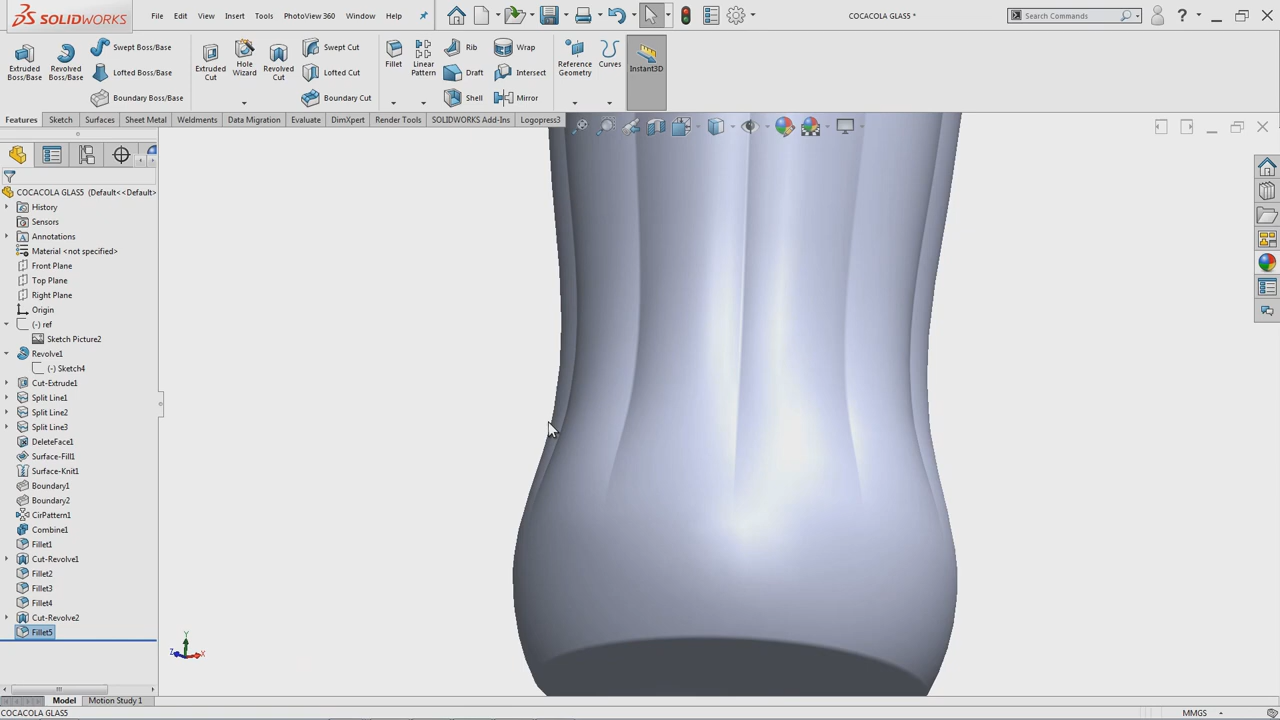 SOLIDWORKS File Edit View Insert Tools PhotoView 360 Window Help COCACOLA GLASS5 * Search Commands
Extruded Boss/Base Revolved Boss/Base Swept Boss/Base Lofted Boss/Base Boundary Boss/Base Extruded Cut Hole Wizard Revolved Cut Swept Cut Lofted Cut Boundary Cut Fillet Linear Pattern Rib Draft Shell Wrap Intersect Mirror Reference Geometry Curves Instant3D
Features Sketch Surfaces Sheet Metal Weldments Data Migration Evaluate DimXpert Render Tools SOLIDWORKS Add-Ins Logopress3
COCACOLA GLAS5 (Default<<Default>
History
Sensors
Annotations
Material <not specified>
Front Plane
Top Plane
Right Plane
Origin
(-) ref
Sketch Picture2
Revolve1
(-) Sketch4
Cut-Extrude1
Split Line1
Split Line2
Split Line3
DeleteFace1
Surface-Fill1
Surface-Knit1
Boundary1
Boundary2
CirPattern1
Combine1
Fillet1
Cut-Revolve1
Fillet2
Fillet3
Fillet4
Cut-Revolve2
Fillet5
Y
Z X
Model Motion Study 1
COCACOLA GLAS5 MMGS